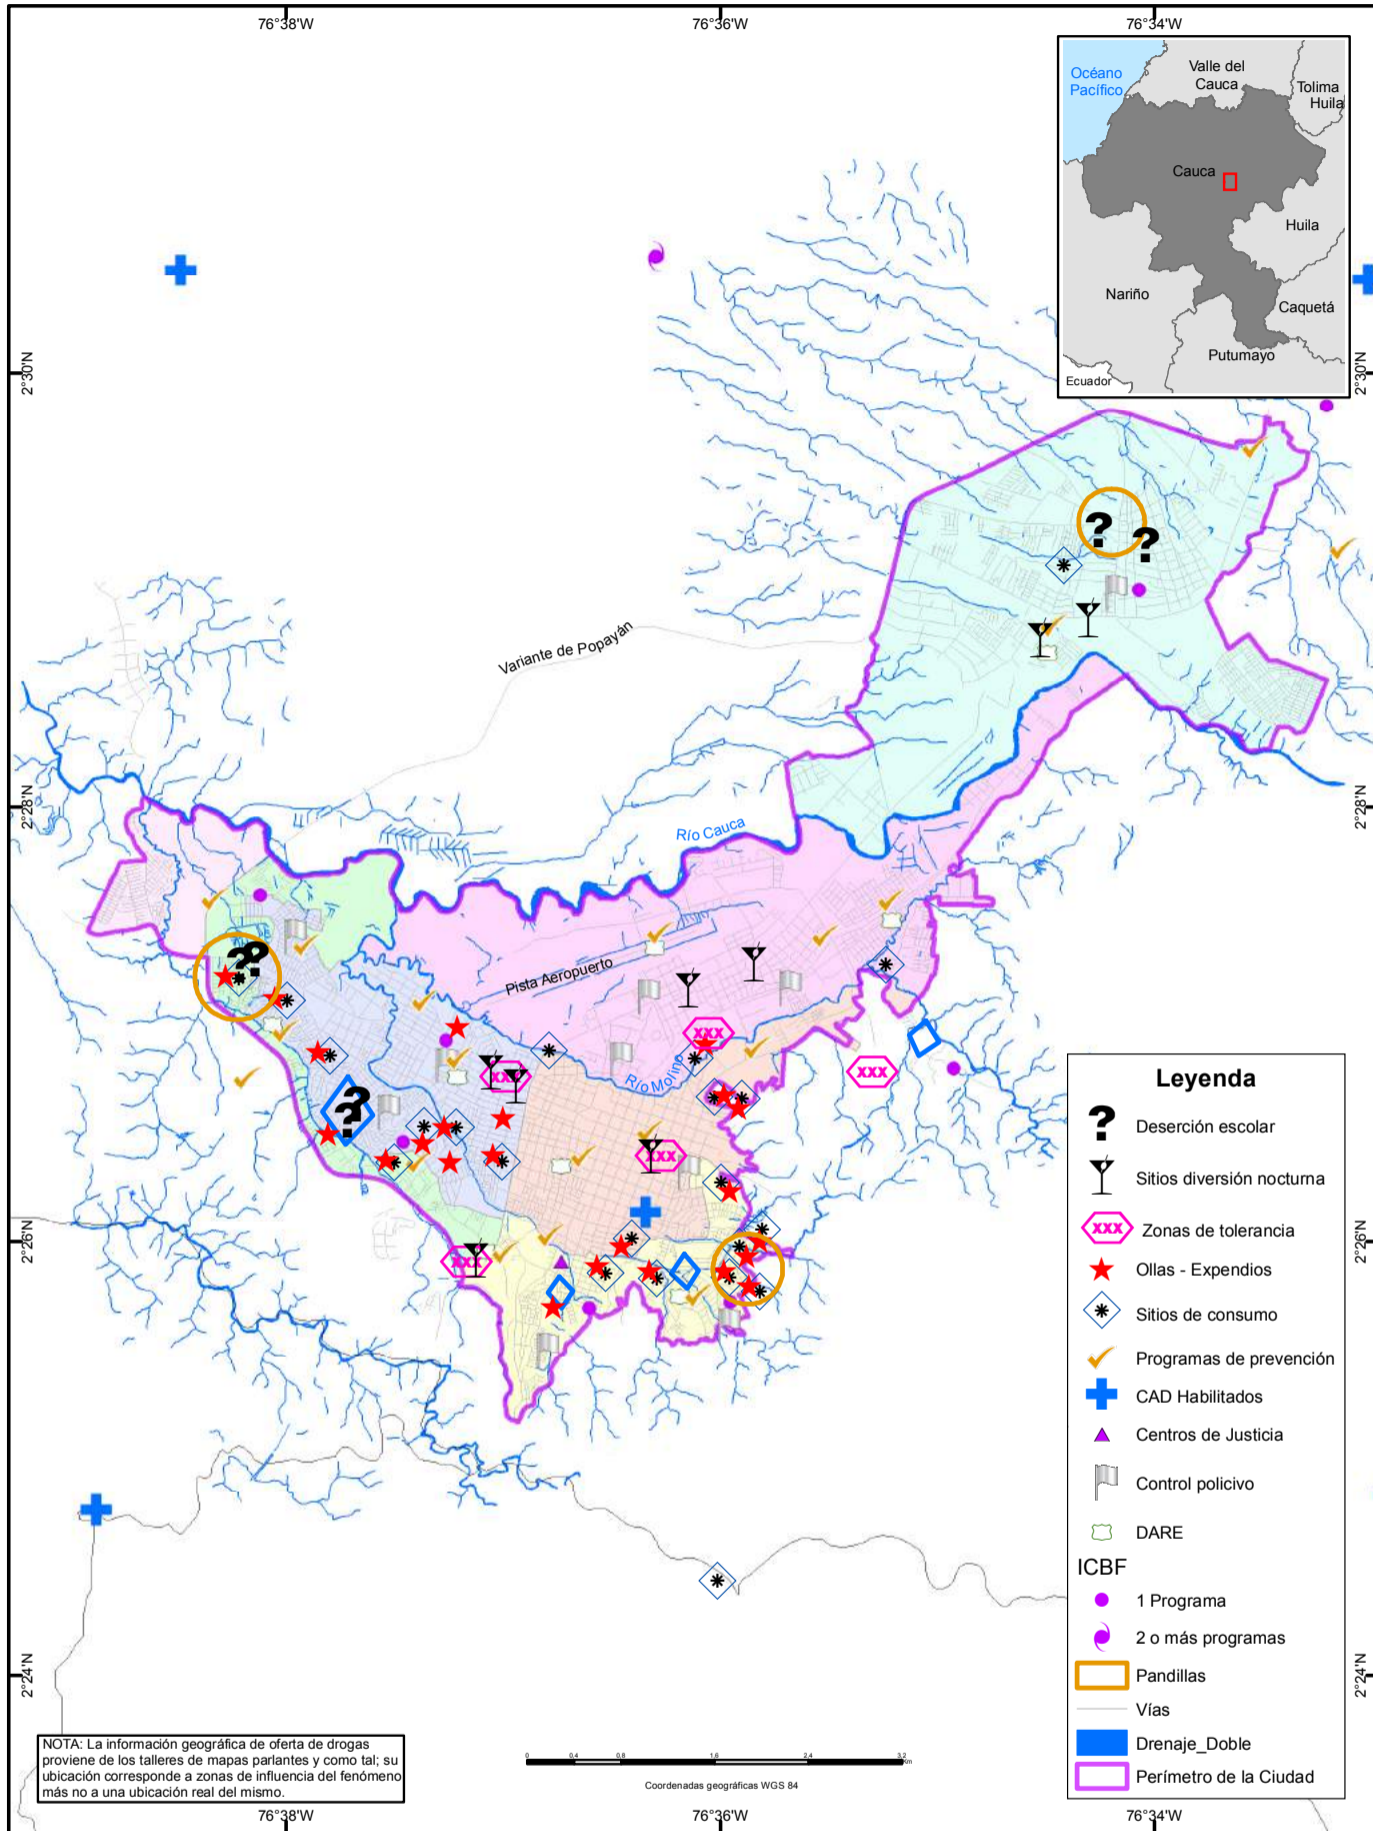 76°38'W
76°36'W
76°34'W
Océano
Pacífico
Valle del
Cauca
Tolima
Huila
Cauca
Huila
Nariño
Caquetá
Putumayo
Ecuador
2°30'N
2°30'N
Variante de Popayán
2°28'N
2°28'N
Río Cauca
Pista Aeropuerto
xxx
Río Molino
xxx
xxx
xxx
xxx
2°26'N
2°26'N
Leyenda
? Deserción escolar
Sitios diversión nocturna
xxx Zonas de tolerancia
Ollas - Expendios
Sitios de consumo
Programas de prevención
CAD Habilitados
Centros de Justicia
Control policivo
DARE
ICBF
1 Programa
2 o más programas
Pandillas
Vías
Drenaje_Doble
Perímetro de la Ciudad
2°24'N
2°24'N
NOTA: La información geográfica de oferta de drogas
proviene de los talleres de mapas parlantes y como tal; su
ubicación corresponde a zonas de influencia del fenómeno
más no a una ubicación real del mismo.
0 0,4 0,8 1,6 2,4 3,2 Km
Coordenadas geográficas WGS 84
76°38'W
76°36'W
76°34'W